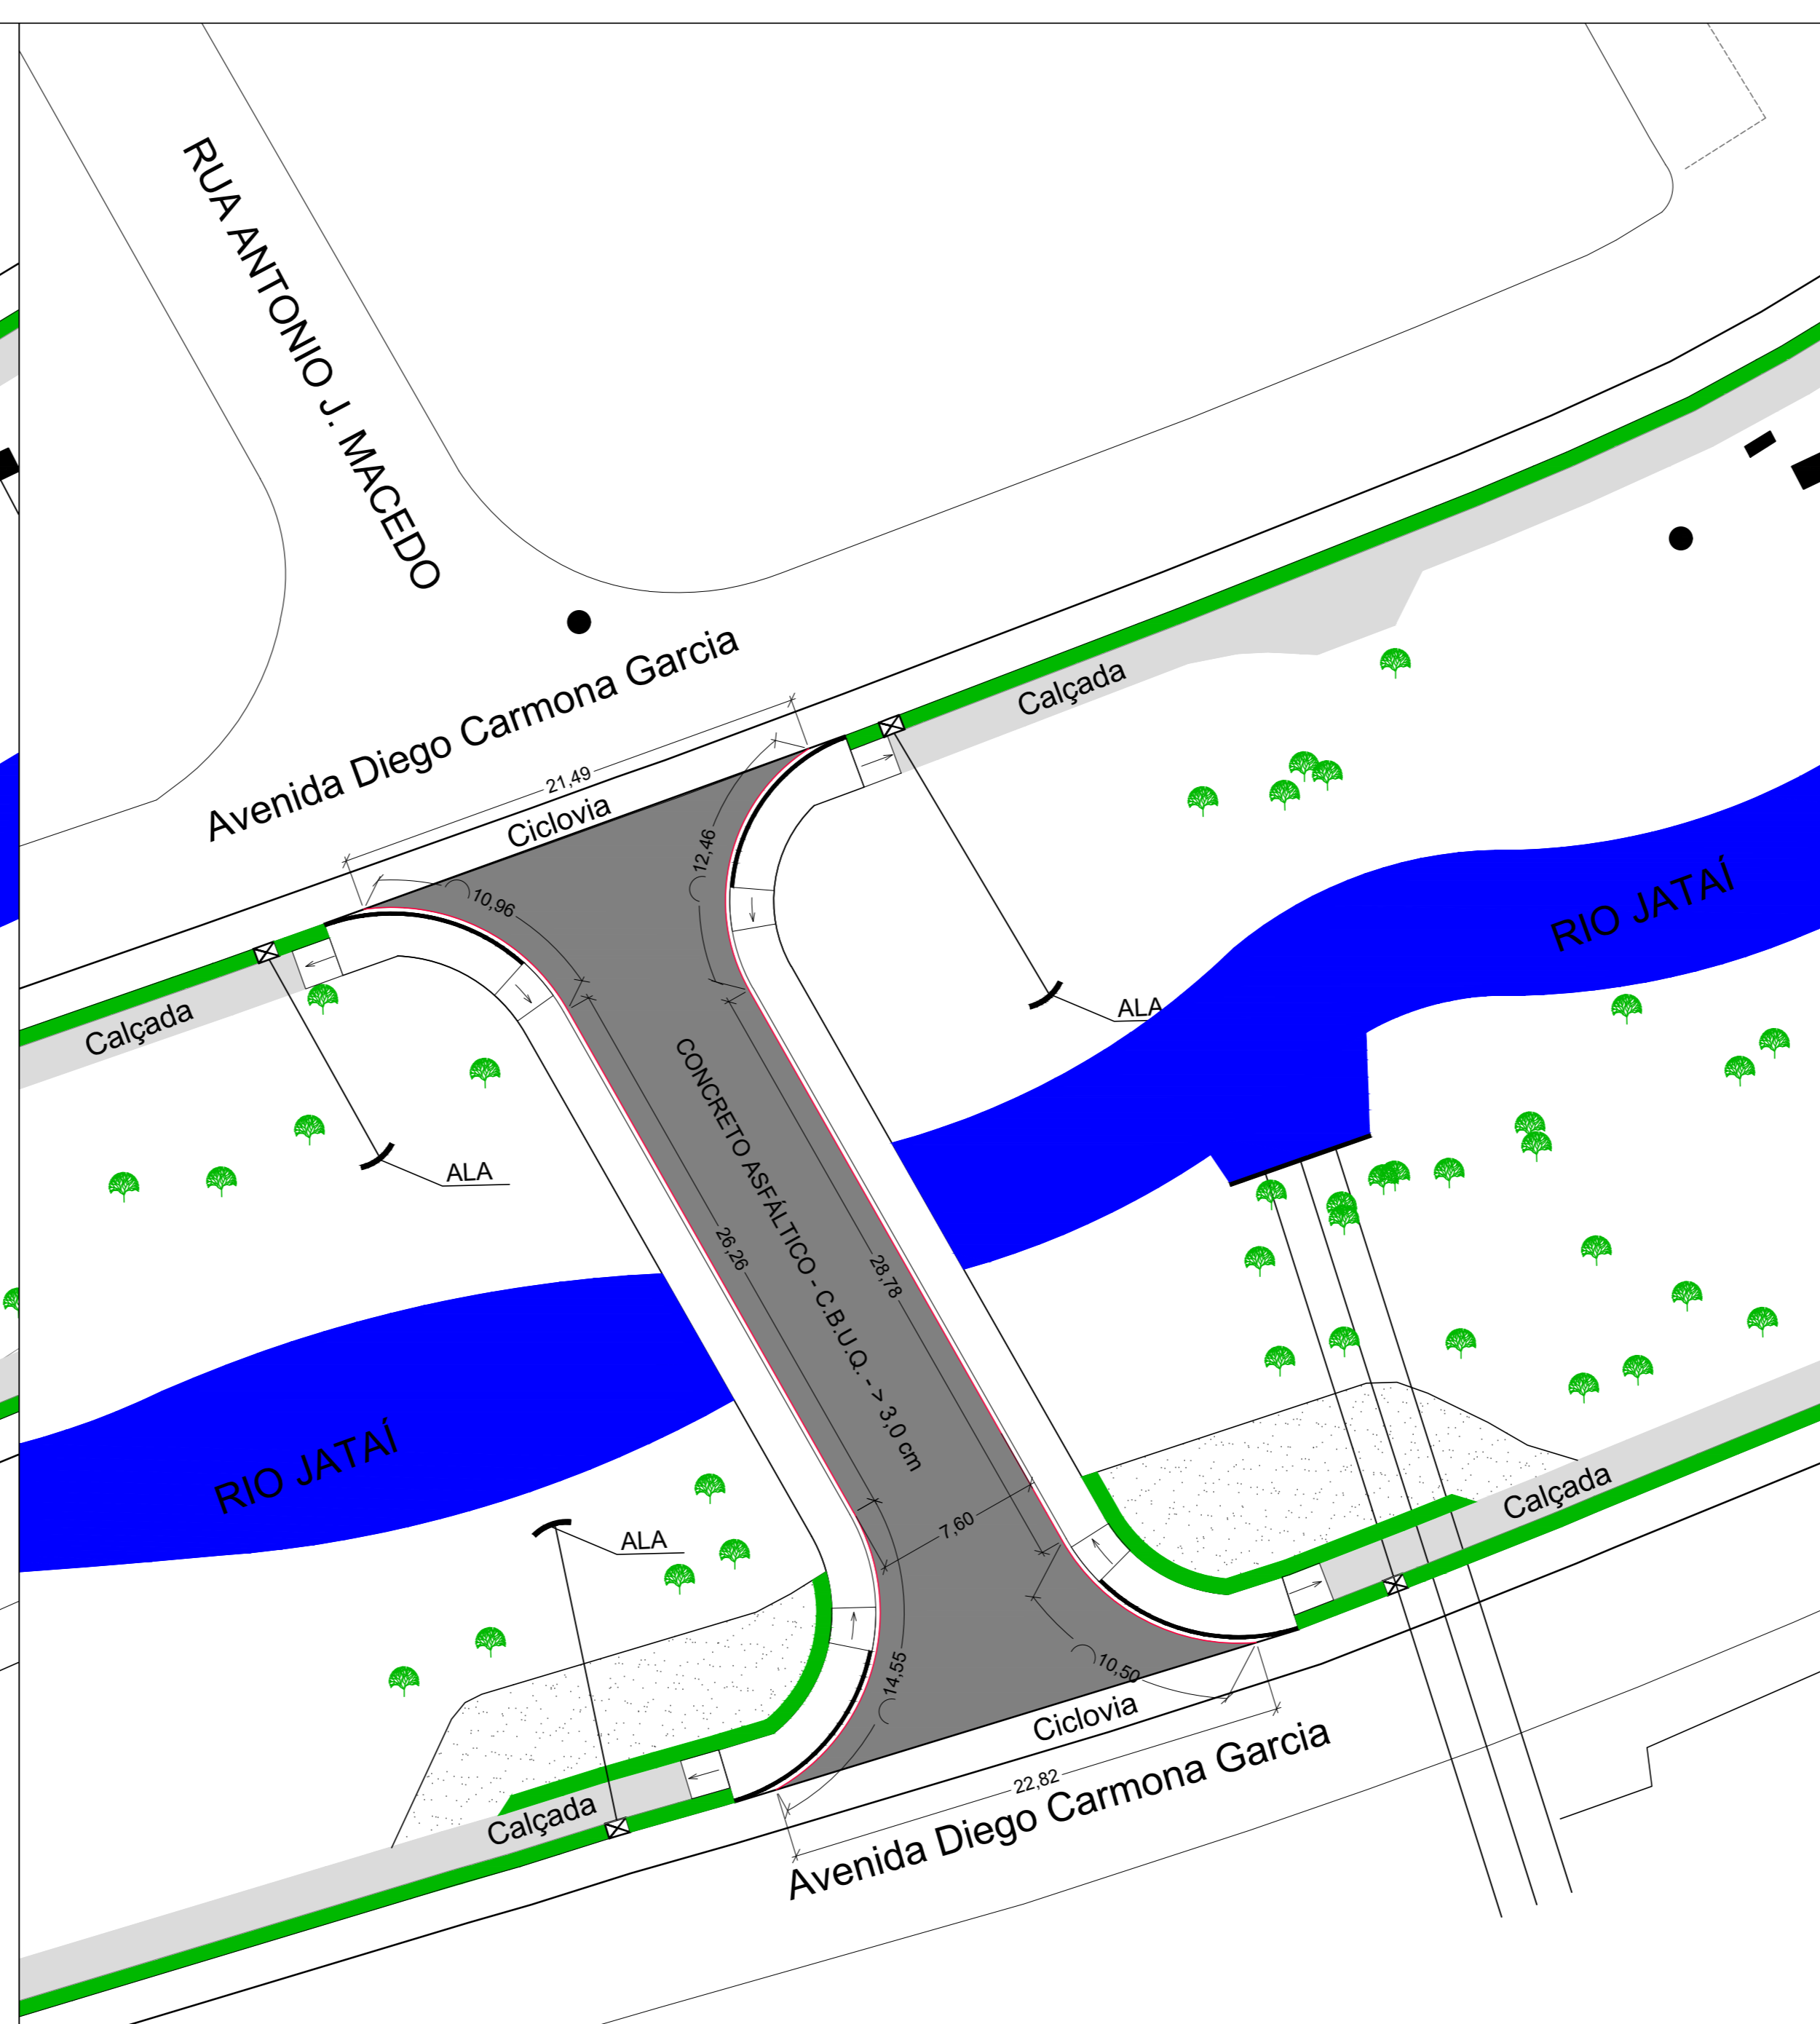 RUA ANTONIO J. MACEDO
Avenida Diego Carmona Garcia
21,49
Ciclovia
Calçada
12,46
10,96
RIO JATAÍ
ALA
Calçada
CONCRETO ASFÁLTICO - C.B.U.Q. - > 3,0 cm
ALA
26,26
28,78
RIO JATAÍ
Calçada
7,60
ALA
14,55
10,50
Ciclovia
22,82
Calçada
Avenida Diego Carmona Garcia